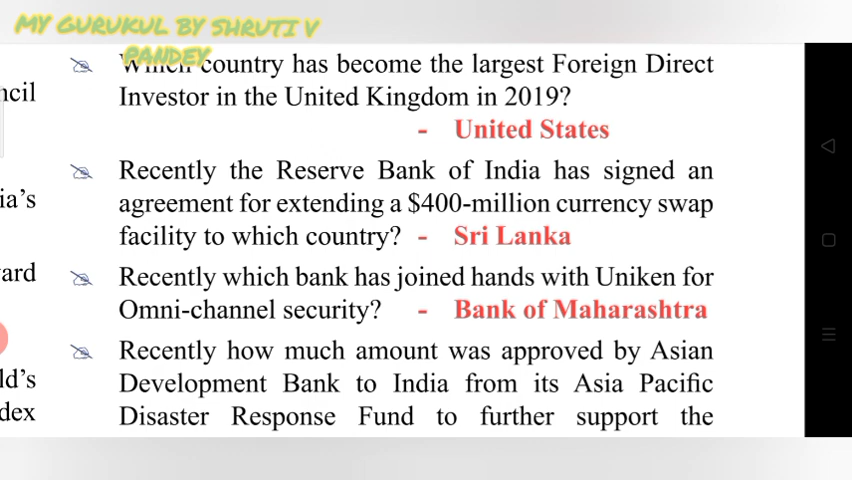 MY GURUKUL BY SHRUTI V
PANDEY
Which country has become the largest Foreign Direct
Investor in the United Kingdom in 2019?
- United States
Recently the Reserve Bank of India has signed an
agreement for extending a $400-million currency swap
facility to which country? - Sri Lanka
Recently which bank has joined hands with Uniken for
Omni-channel security? - Bank of Maharashtra
Recently how much amount was approved by Asian
Development Bank to India from its Asia Pacific
Disaster Response Fund to further support the
ncil
ia's
ard
ld's
dex